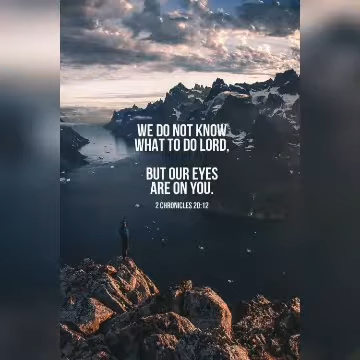 WE DO NOT KNOW
WHAT TO DO LORD,
BUT OUR EYES
ARE ON YOU.
2 CHRONICLES 20:12